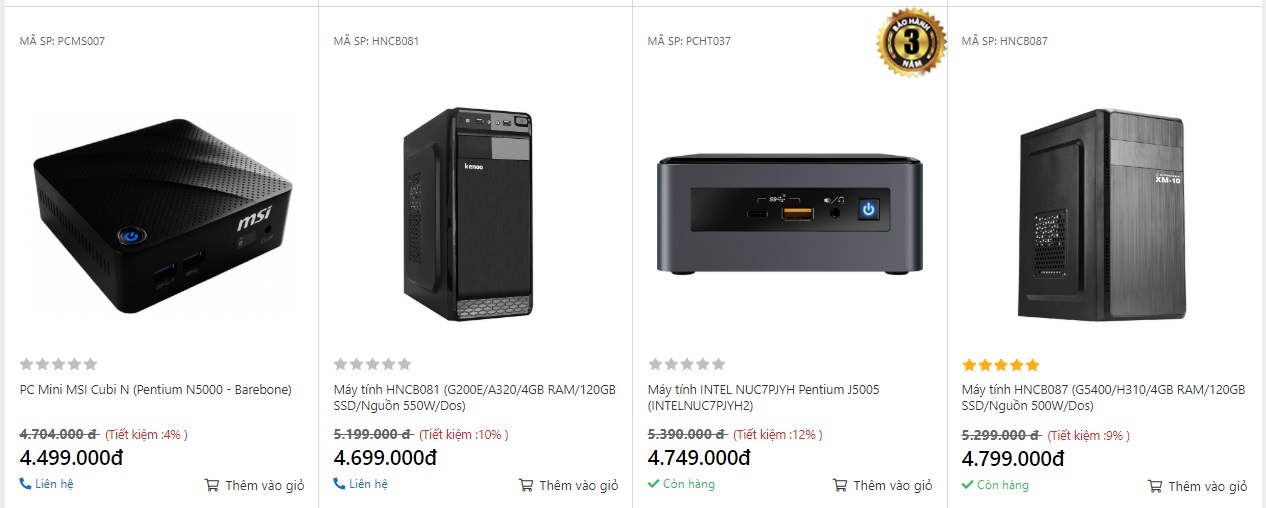 MÃ SP: PCMS007
msi
PC Mini MSI Cubi N (Pentium N5000 - Barebone)
4.704.000 đ (Tiết kiệm :4% )
4.499.000đ
Liên hệ
Thêm vào giỏ
MÃ SP: HNCB081
kenoo
Máy tính HNCB081 (G200E/A320/4GB RAM/120GB
SSD/Nguồn 550W/Dos)
5.199.000 đ (Tiết kiệm :10% )
4.699.000đ
Liên hệ
Thêm vào giỏ
MÃ SP: PCHT037
BẢO HÀNH
3
NĂM
Máy tính INTEL NUC7PJYH Pentium J5005
(INTELNUC7PJYH2)
5.390.000 đ (Tiết kiệm :12% )
4.749.000đ
Còn hàng
Thêm vào giỏ
MÃ SP: HNCB087
XM-10
Máy tính HNCB087 (G5400/H310/4GB RAM/120GB
SSD/Nguồn 500W/Dos)
5.299.000 đ (Tiết kiệm :9% )
4.799.000đ
Còn hàng
Thêm vào giỏ